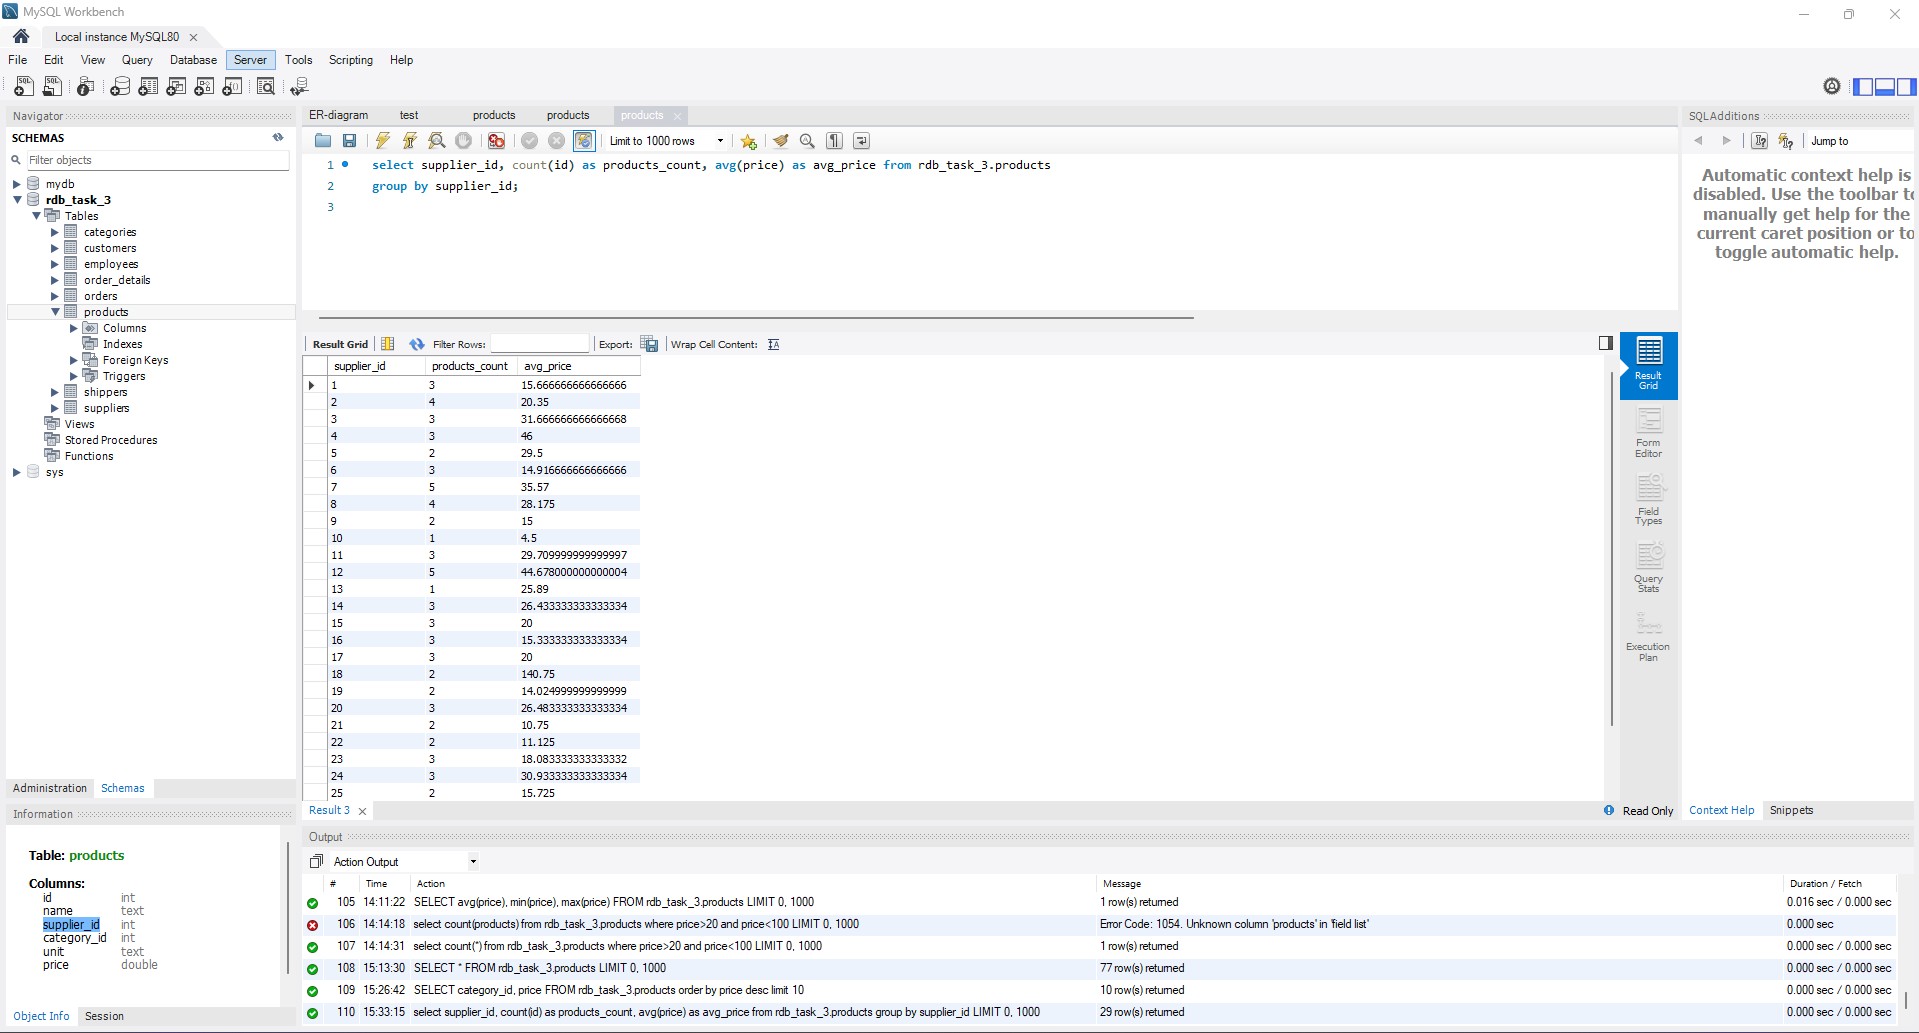 MySQL Workbench
Local instance MySQL80
File Edit View Query Database Server Tools Scripting Help
Navigator
SCHEMAS
Filter objects
mydb
rdb_task_3
Tables
categories
customers
employees
order_details
orders
products
Columns
Indexes
Foreign Keys
Triggers
shippers
suppliers
Views
Stored Procedures
Functions
sys
Administration Schemas
Information
Table: products
Columns:
id int
name text
supplier_id int
category_id int
unit text
price double
Object Info Session
ER-diagram test products products products
Limit to 1000 rows
1 select supplier_id, count(id) as products_count, avg(price) as avg_price from rdb_task_3.products
2 group by supplier_id;
3
Result Grid Filter Rows: Export: Wrap Cell Content:
supplier_id products_count avg_price
1 3 15.666666666666666
2 4 20.35
3 3 31.666666666666668
4 3 46
5 2 29.5
6 3 14.916666666666666
7 5 35.57
8 4 28.175
9 2 15
10 1 4.5
11 3 29.709999999999997
12 5 44.678000000000004
13 1 25.89
14 3 26.433333333333334
15 3 20
16 3 15.333333333333334
17 3 20
18 2 140.75
19 2 14.024999999999999
20 3 26.483333333333334
21 2 10.75
22 2 11.125
23 3 18.083333333333332
24 3 30.933333333333334
25 2 15.725
Result Grid
Form Editor
Field Types
Query Stats
Execution Plan
Result 3
Read Only
SQLAdditions
Jump to
Automatic context help is
disabled. Use the toolbar to
manually get help for the
current caret position or to
toggle automatic help.
Context Help Snippets
Output
Action Output
# Time Action Message Duration / Fetch
105 14:11:22 SELECT avg(price), min(price), max(price) FROM rdb_task_3.products LIMIT 0, 1000 1 row(s) returned 0.016 sec / 0.000 sec
106 14:14:18 select count(products) from rdb_task_3.products where price>20 and price<100 LIMIT 0, 1000 Error Code: 1054. Unknown column 'products' in 'field list' 0.000 sec
107 14:14:31 select count(*) from rdb_task_3.products where price>20 and price<100 LIMIT 0, 1000 1 row(s) returned 0.000 sec / 0.000 sec
108 15:13:30 SELECT * FROM rdb_task_3.products LIMIT 0, 1000 77 row(s) returned 0.000 sec / 0.000 sec
109 15:26:42 SELECT category_id, price FROM rdb_task_3.products order by price desc limit 10 10 row(s) returned 0.000 sec / 0.000 sec
110 15:33:15 select supplier_id, count(id) as products_count, avg(price) as avg_price from rdb_task_3.products group by supplier_id LIMIT 0, 1000 29 row(s) returned 0.000 sec / 0.000 sec